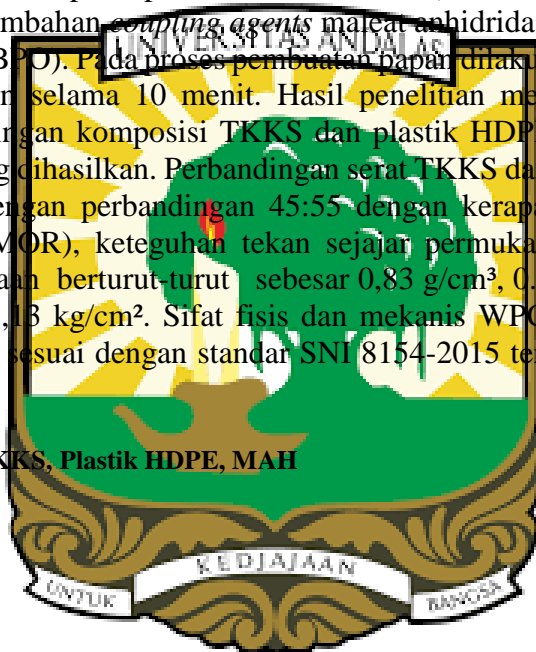 mbahan coupling agents maleat anhidrida
UNIVERSITAS ANDALAS
BPO). Pada proses pembuatan papan dilaku
n selama 10 menit. Hasil penelitian me
ngan komposisi TKKS dan plastik HDP
g dihasilkan. Perbandingan serat TKKS da
engan perbandingan 45:55 dengan kerapa
MOR), keteguhan tekan sejajar permuka
aan berturut-turut sebesar 0,83 g/cm³, 0.
,13 kg/cm². Sifat fisis dan mekanis WPC
sesuai dengan standar SNI 8154-2015 te
KKS, Plastik HDPE, MAH
KEDJAJAAN
UNTUK BANGSA